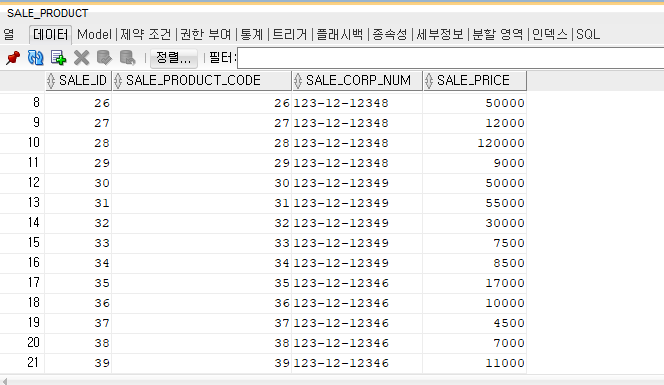 SALE_PRODUCT
열 데이터 Model 제약 조건 권한 부여 통계 트리거 플래시백 종속성 세부정보 분할 영역 인덱스 SQL
정렬... 필터:
SALE_ID SALE_PRODUCT_CODE SALE_CORP_NUM SALE_PRICE
8 26 26 123-12-12348 50000
9 27 27 123-12-12348 12000
10 28 28 123-12-12348 120000
11 29 29 123-12-12348 9000
12 30 30 123-12-12349 50000
13 31 31 123-12-12349 55000
14 32 32 123-12-12349 30000
15 33 33 123-12-12349 7500
16 34 34 123-12-12349 8500
17 35 35 123-12-12346 17000
18 36 36 123-12-12346 10000
19 37 37 123-12-12346 4500
20 38 38 123-12-12346 7000
21 39 39 123-12-12346 11000